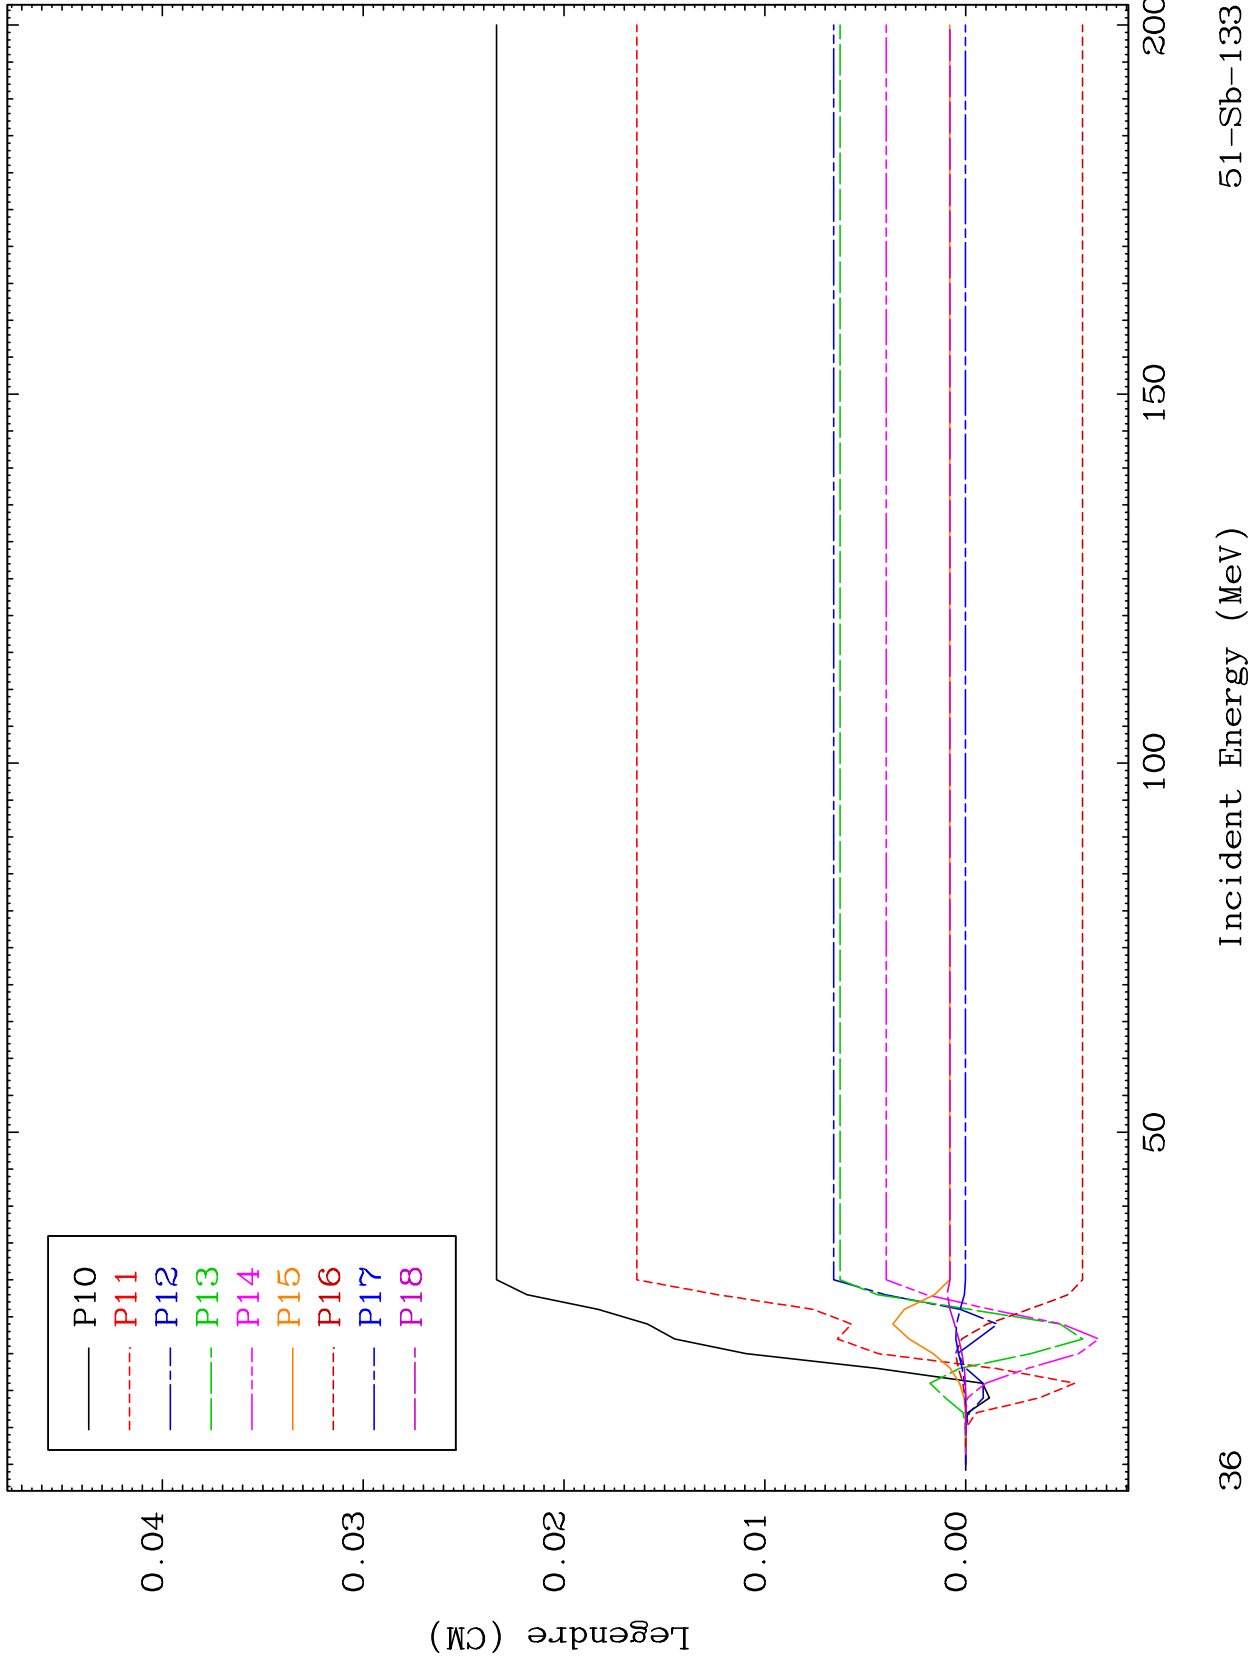 Legendre (CM)
0.04
0.03
0.02
0.01
0.00
P10
P11
P12
P13
P14
P15
P16
P17
P18
50
100
150
200
36
Incident Energy (MeV)
51-Sb-133